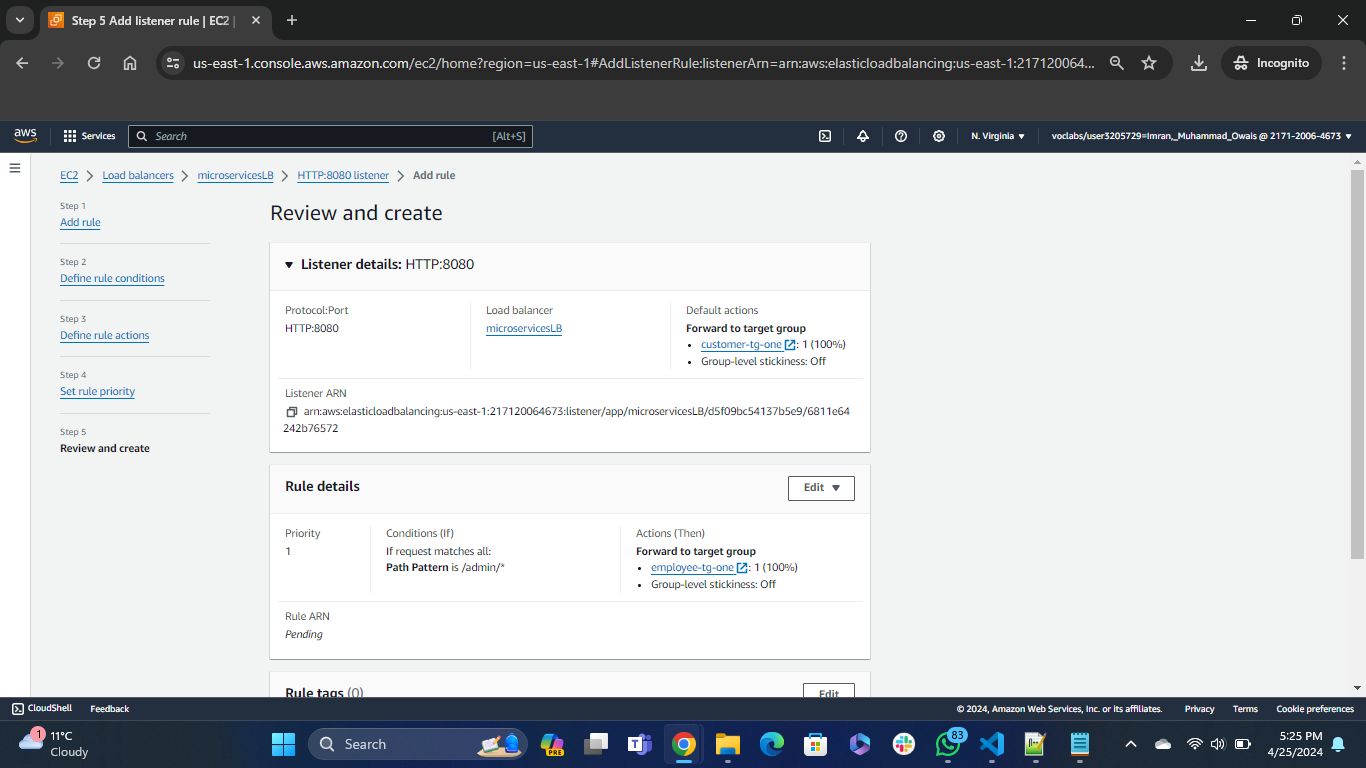 Step 5 Add listener rule | EC2 |
us-east-1.console.aws.amazon.com/ec2/home?region=us-east-1#AddListenerRule:listenerArn=arn:aws:elasticloadbalancing:us-east-1:217120064...
Incognito
aws
Services
Search
[Alt+S]
N. Virginia
voclabs/user3205729=Imran,_Muhammad_Owais @ 2171-2006-4673
EC2 > Load balancers > microservicesLB > HTTP:8080 listener > Add rule
Step 1
Add rule
Step 2
Define rule conditions
Step 3
Define rule actions
Step 4
Set rule priority
Step 5
Review and create
Review and create
Listener details: HTTP:8080
Protocol:Port
HTTP:8080
Load balancer
microservicesLB
Default actions
Forward to target group
• customer-tg-one : 1 (100%)
• Group-level stickiness: Off
Listener ARN
arn:aws:elasticloadbalancing:us-east-1:217120064673:listener/app/microservicesLB/d5f09bc54137b5e9/6811e64
242b76572
Rule details
Edit
Priority
1
Conditions (If)
If request matches all:
Path Pattern is /admin/*
Actions (Then)
Forward to target group
• employee-tg-one : 1 (100%)
• Group-level stickiness: Off
Rule ARN
Pending
Rule tags (0)
Edit
CloudShell
Feedback
© 2024, Amazon Web Services, Inc. or its affiliates.
Privacy
Terms
Cookie preferences
1
11°C
Cloudy
Search
PRE
83
5:25 PM
4/25/2024